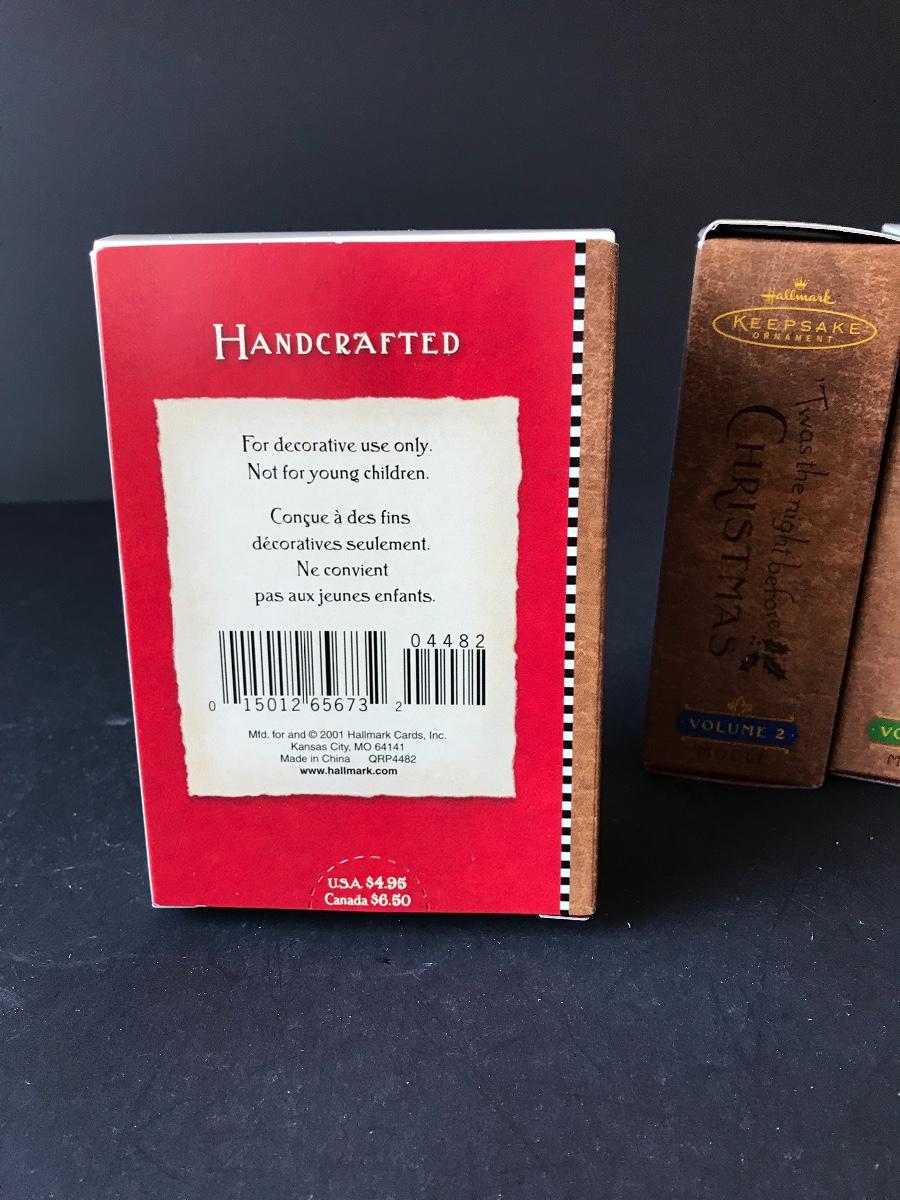 HANDCRAFTED
For decorative use only.
Not for young children.
Conçue à des fins
décoratives seulement.
Ne convient
pas aux jeunes enfants.
04482
0 15012 65673 2
Mfd. for and © 2001 Hallmark Cards, Inc.
Kansas City, MO 64141
Made in China QRP4482
www.hallmark.com
U.S.A. $4.95
Canada $6.50
Hallmark
KEEPSAKE
ORNAMENT
'Twas the night before
CHRISTMAS
VOLUME 2
MOORE